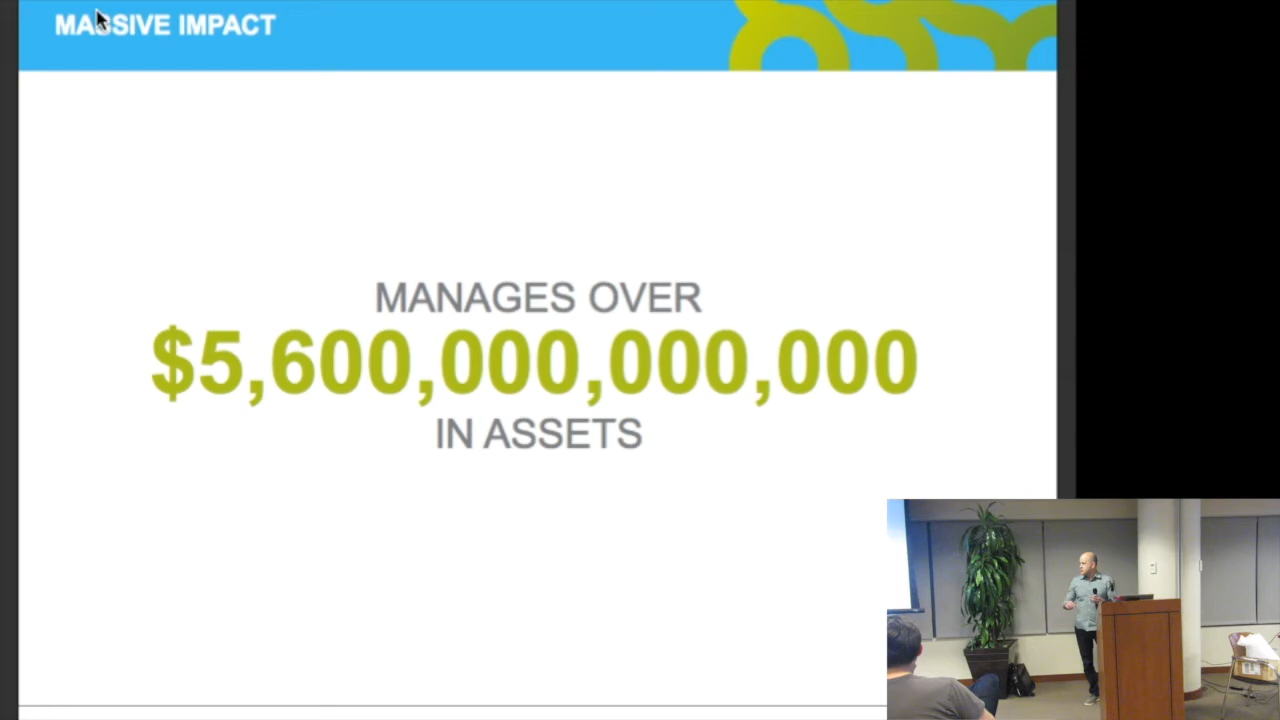 MASSIVE IMPACT
MANAGES OVER
$5,600,000,000,000
IN ASSETS